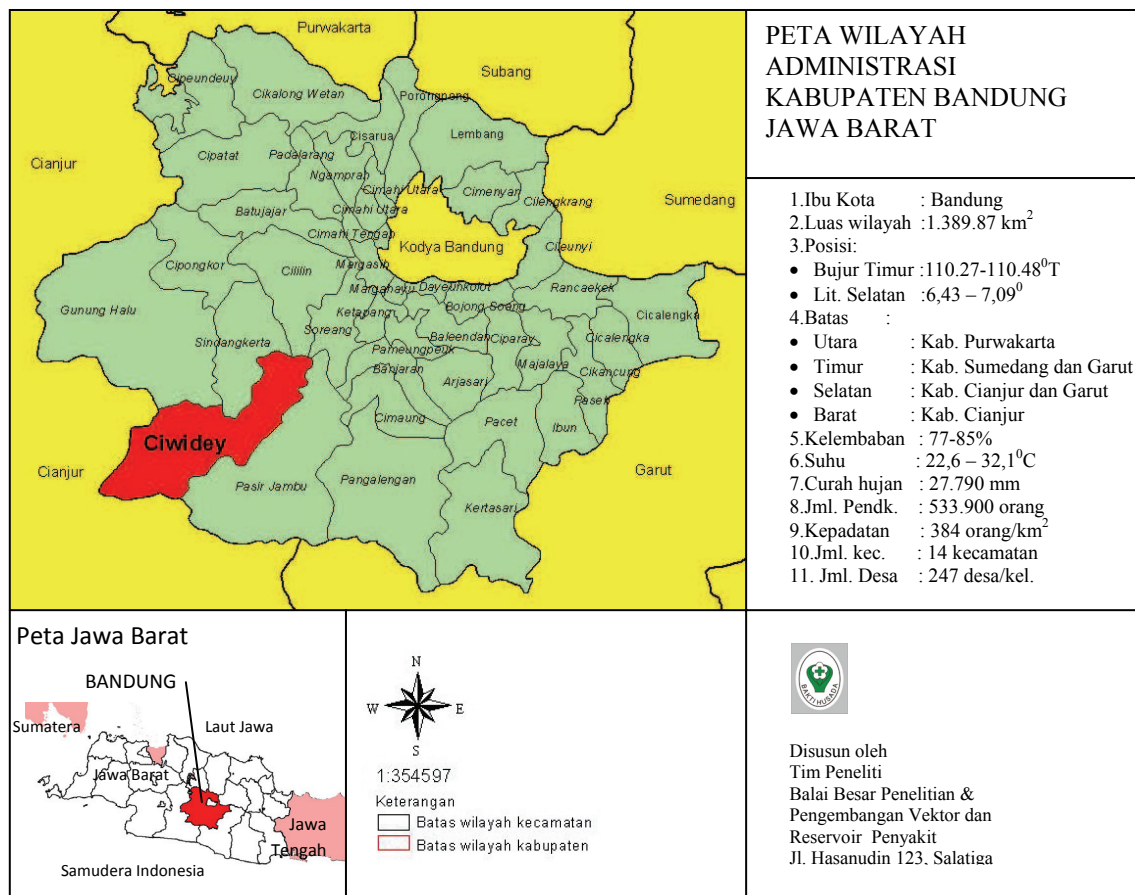 Purwakarta
Subang
Cipeundeuy
Cikalong Wetan
Porongpong
Lembang
Cisarua
Cianjur
Cipatat
Padalarang
Ngamprah
Cimahi Utara
Cimenyan
Cilengkrang
Sumedang
Batujajar
Cimahi Utara
Cimahi Tengah
Kodya Bandung
Cileunyi
Cipongkor
Cililin
Margasih
Margahayu
Dayeuhkolot
Rancaekek
Gunung Halu
Ketapang
Bojong Soang
Cicalengka
Soreang
Sindangkerta
Baleendah
Ciparay
Cicalengka
Pameungpeuk
Banjaran
Majalaya
Cikancung
Arjasari
Paseh
Cimaung
Pacet
Ibun
Ciwidey
Cianjur
Pasir Jambu
Pangalengan
Garut
Kertasari
PETA WILAYAH
ADMINISTRASI
KABUPATEN BANDUNG
JAWA BARAT
1.Ibu Kota : Bandung
2.Luas wilayah :1.389.87 km²
3.Posisi:
• Bujur Timur :110.27-110.48⁰T
• Lit. Selatan :6,43 – 7,09⁰
4.Batas :
• Utara : Kab. Purwakarta
• Timur : Kab. Sumedang dan Garut
• Selatan : Kab. Cianjur dan Garut
• Barat : Kab. Cianjur
5.Kelembaban : 77-85%
6.Suhu : 22,6 – 32,1⁰C
7.Curah hujan : 27.790 mm
8.Jml. Pendk. : 533.900 orang
9.Kepadatan : 384 orang/km²
10.Jml. kec. : 14 kecamatan
11. Jml. Desa : 247 desa/kel.
Peta Jawa Barat
BANDUNG
Sumatera
Laut Jawa
Jawa Barat
Jawa
Tengah
Samudera Indonesia
N
W E
S
1:354597
Keterangan
Batas wilayah kecamatan
Batas wilayah kabupaten
BAKTI HUSADA
Disusun oleh
Tim Peneliti
Balai Besar Penelitian &
Pengembangan Vektor dan
Reservoir Penyakit
Jl. Hasanudin 123. Salatiga